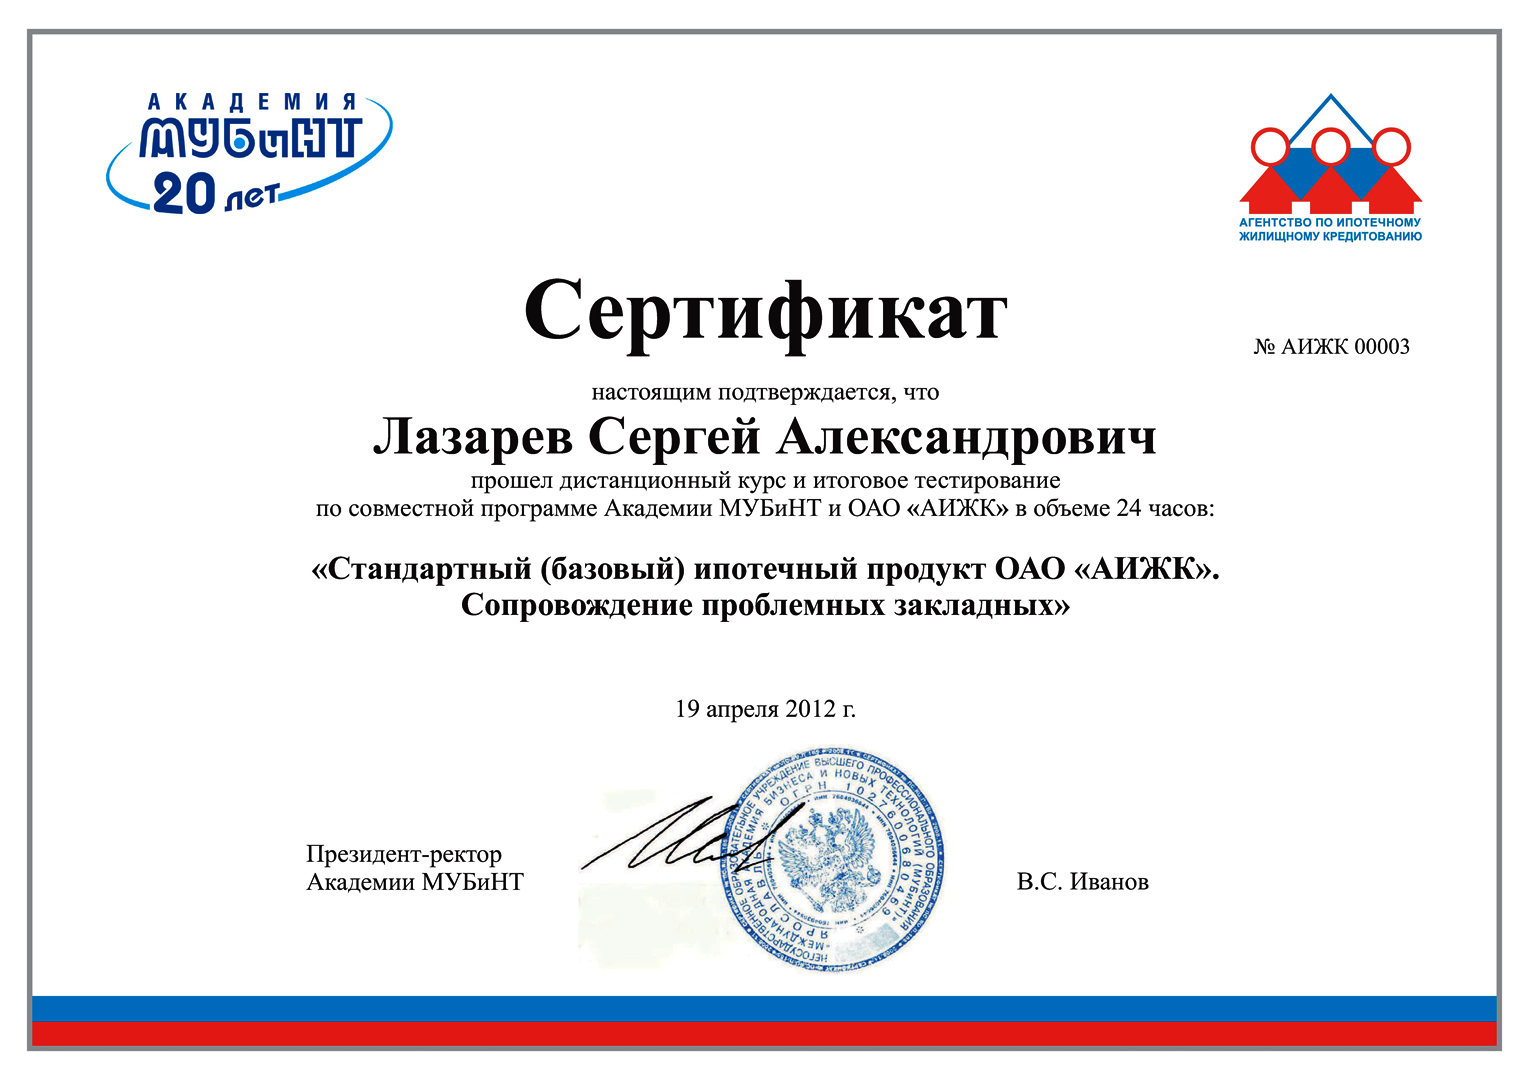 АКАДЕМИЯ
МУБиНТ
20 лет
АГЕНТСТВО ПО ИПОТЕЧНОМУ
ЖИЛИЩНОМУ КРЕДИТОВАНИЮ
Сертификат
№ АИЖК 00003
настоящим подтверждается, что
Лазарев Сергей Александрович
прошел дистанционный курс и итоговое тестирование
по совместной программе Академии МУБиНТ и ОАО «АИЖК» в объеме 24 часов:
«Стандартный (базовый) ипотечный продукт ОАО «АИЖК».
Сопровождение проблемных закладных»
19 апреля 2012 г.
НЕГОСУДАРСТВЕННОЕ ОБРАЗОВАТЕЛЬНОЕ УЧРЕЖДЕНИЕ ВЫСШЕГО ПРОФЕССИОНАЛЬНОГО ОБРАЗОВАНИЯ
«МЕЖДУНАРОДНАЯ АКАДЕМИЯ БИЗНЕСА И НОВЫХ ТЕХНОЛОГИЙ (МУБиНТ)»
ЯРОСЛАВЛЬ * ОГРН 1027600680469 *
Президент-ректор
Академии МУБиНТ
В.С. Иванов